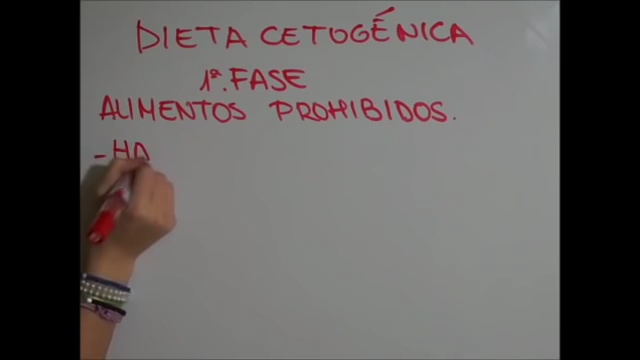 DIETA CETOGÉNICA
1ª. FASE
ALIMENTOS PROHIBIDOS.
- HA